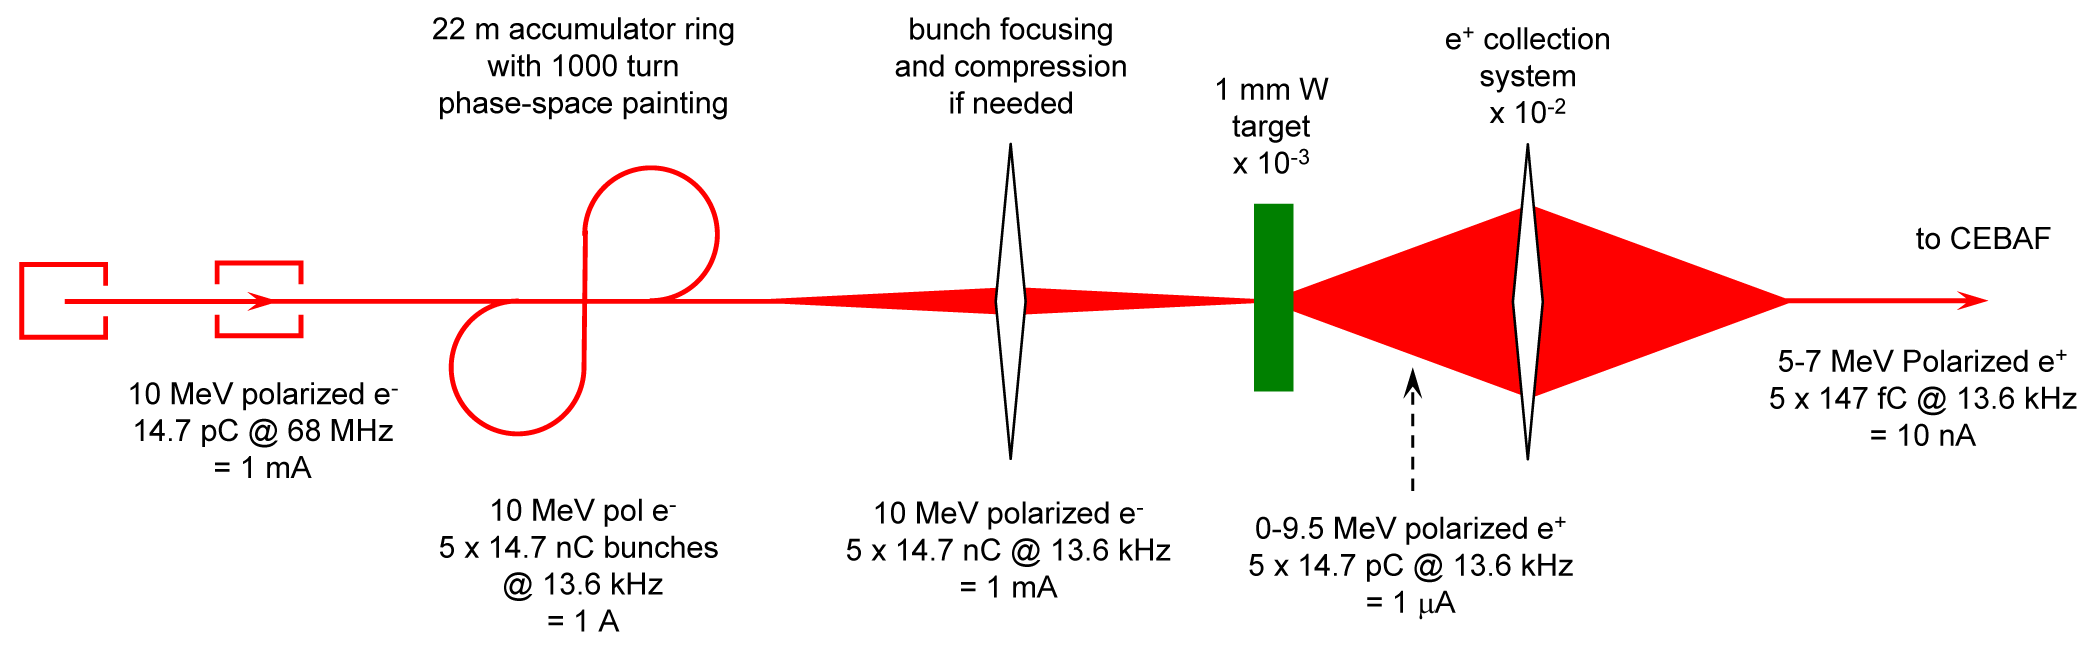 22 m accumulator ring
with 1000 turn
phase-space painting
bunch focusing
and compression
if needed
1 mm W
target
x 10⁻³
e⁺ collection
system
x 10⁻²
to CEBAF
10 MeV polarized e⁻
14.7 pC @ 68 MHz
= 1 mA
10 MeV pol e⁻
5 x 14.7 nC bunches
@ 13.6 kHz
= 1 A
10 MeV polarized e⁻
5 x 14.7 nC @ 13.6 kHz
= 1 mA
0-9.5 MeV polarized e⁺
5 x 14.7 pC @ 13.6 kHz
= 1 μA
5-7 MeV Polarized e⁺
5 x 147 fC @ 13.6 kHz
= 10 nA